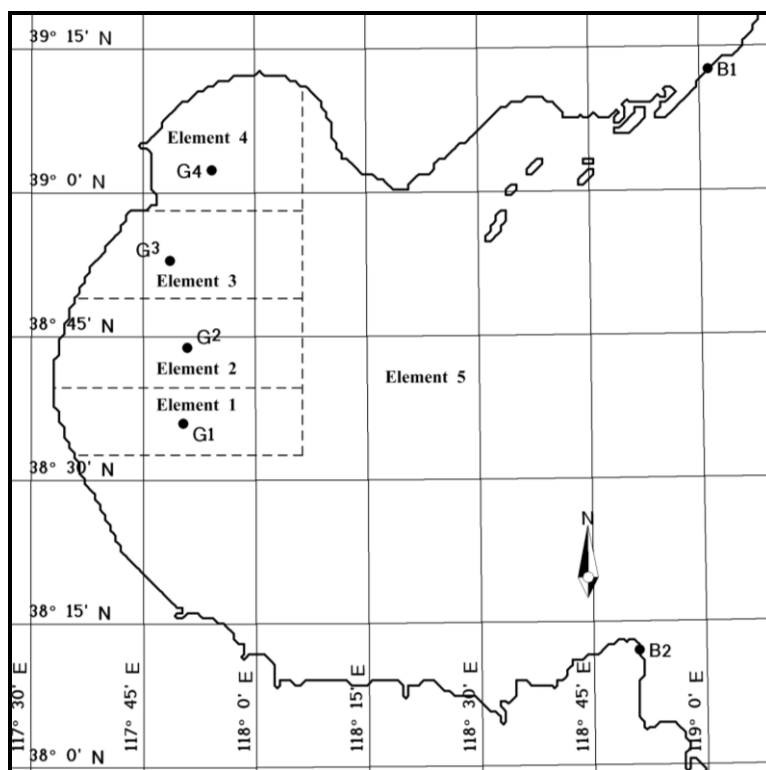 39° 15' N
B1
Element 4
G4
39° 0' N
G3
Element 3
38° 45' N
G2
Element 2
Element 5
Element 1
G1
38° 30' N
N
38° 15' N
B2
117° 30' E
117° 45' E
118° 0' E
118° 15' E
118° 30' E
118° 45' E
119° 0' E
38° 0' N